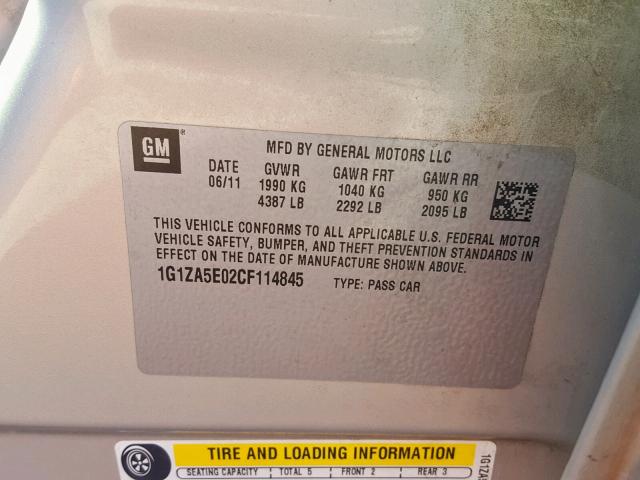 GM®
MFD BY GENERAL MOTORS LLC
DATE GVWR GAWR FRT GAWR RR
06/11 1990 KG 1040 KG 950 KG
4387 LB 2292 LB 2095 LB
THIS VEHICLE CONFORMS TO ALL APPLICABLE U.S. FEDERAL MOTOR
VEHICLE SAFETY, BUMPER, AND THEFT PREVENTION STANDARDS IN
EFFECT ON THE DATE OF MANUFACTURE SHOWN ABOVE.
1G1ZA5E02CF114845 TYPE: PASS CAR
TIRE AND LOADING INFORMATION
SEATING CAPACITY TOTAL 5 FRONT 2 REAR 3
1G1ZA5